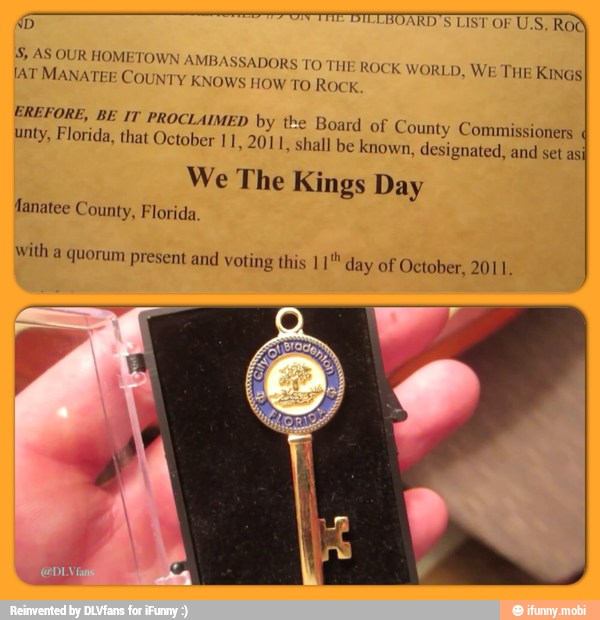 ND
ON THE BILLBOARD'S LIST OF U.S. ROC
S, AS OUR HOMETOWN AMBASSADORS TO THE ROCK WORLD, WE THE KINGS
AT MANATEE COUNTY KNOWS HOW TO ROCK.
EREFORE, BE IT PROCLAIMED by the Board of County Commissioners
unty, Florida, that October 11, 2011, shall be known, designated, and set asi
We The Kings Day
Manatee County, Florida.
with a quorum present and voting this 11th day of October, 2011.
City Of Bradenton
FLORIDA
@DLVfans
Reinvented by DLVfans for iFunny :)
ifunny.mobi